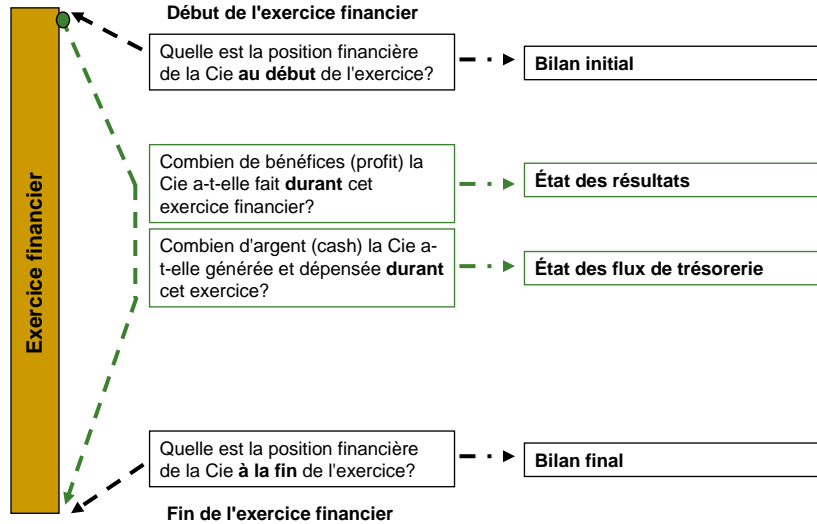 Début de l'exercice financier
Quelle est la position financière
de la Cie au début de l'exercice?
Bilan initial
Combien de bénéfices (profit) la
Cie a-t-elle fait durant cet
exercice financier?
État des résultats
Combien d'argent (cash) la Cie a-
t-elle générée et dépensée durant
cet exercice?
État des flux de trésorerie
Exercice financier
Quelle est la position financière
de la Cie à la fin de l'exercice?
Bilan final
Fin de l'exercice financier